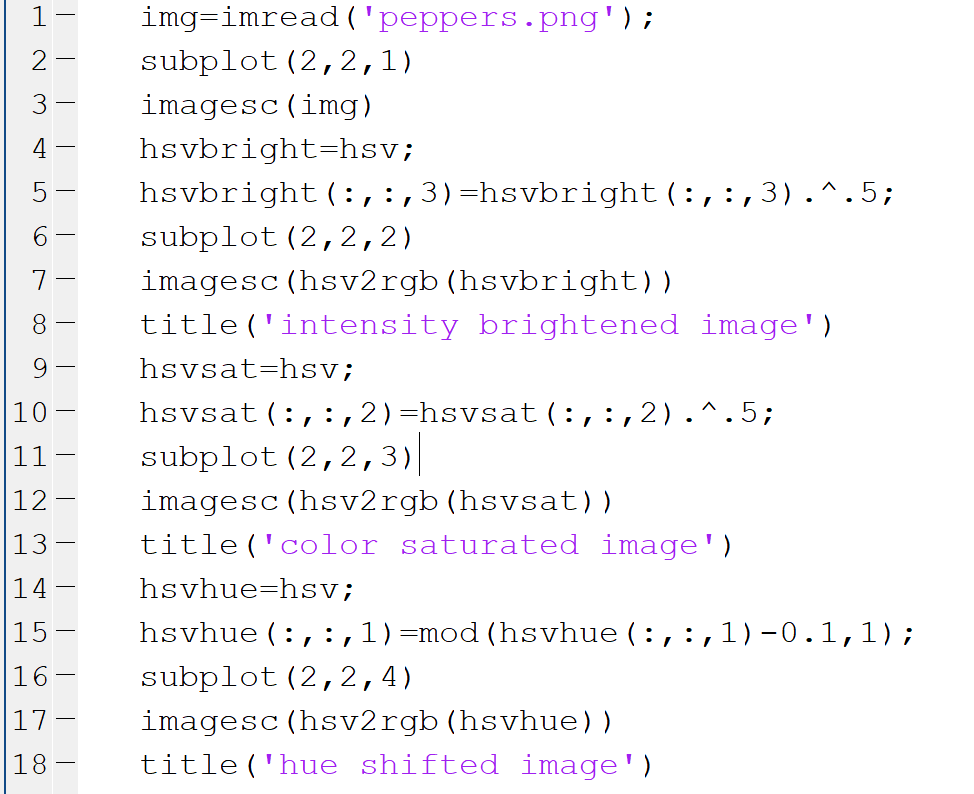 1 – img=imread('peppers.png');
2 – subplot(2,2,1)
3 – imagesc(img)
4 – hsvbright=hsv;
5 – hsvbright(:,:,3)=hsvbright(:,:,3).^.5;
6 – subplot(2,2,2)
7 – imagesc(hsv2rgb(hsvbright))
8 – title('intensity brightened image')
9 – hsvsat=hsv;
10 – hsvsat(:,:,2)=hsvsat(:,:,2).^.5;
11 – subplot(2,2,3)
12 – imagesc(hsv2rgb(hsvsat))
13 – title('color saturated image')
14 – hsvhue=hsv;
15 – hsvhue(:,:,1)=mod(hsvhue(:,:,1)-0.1,1);
16 – subplot(2,2,4)
17 – imagesc(hsv2rgb(hsvhue))
18 – title('hue shifted image')